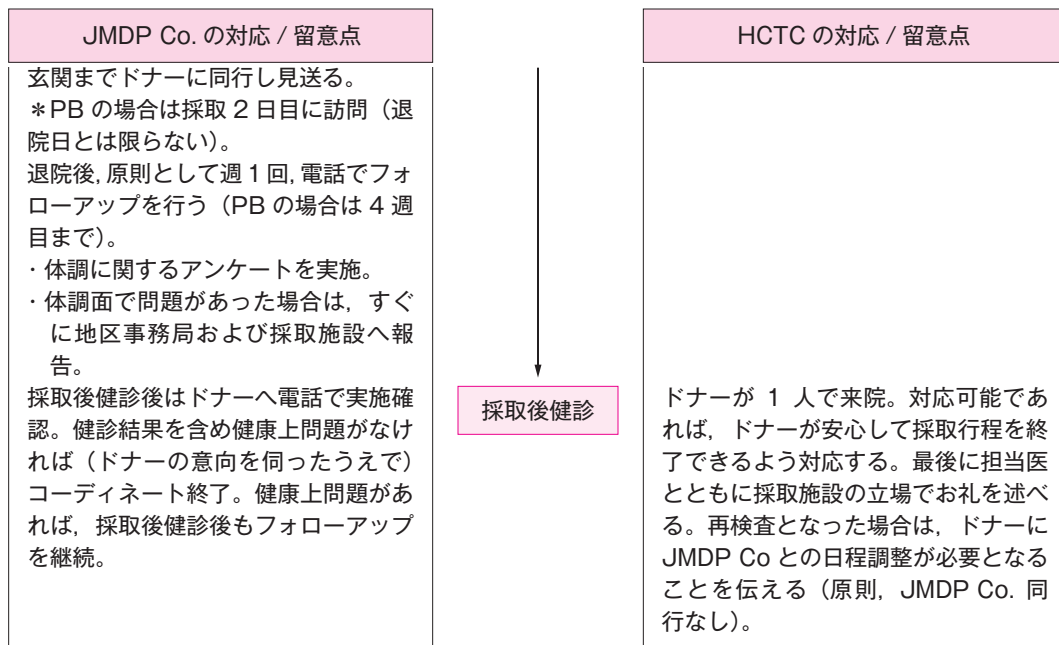 JMDP Co. の対応 / 留意点
玄関までドナーに同行し見送る。
＊PB の場合は採取 2 日目に訪問（退
院日とは限らない）。
退院後, 原則として週 1 回, 電話でフォ
ローアップを行う（PB の場合は 4 週
目まで）。
・体調に関するアンケートを実施。
・体調面で問題があった場合は，すぐ
に地区事務局および採取施設へ報
告。
採取後健診後はドナーへ電話で実施確
認。健診結果を含め健康上問題がなけ
れば（ドナーの意向を伺ったうえで）
コーディネート終了。健康上問題があ
れば，採取後健診後もフォローアップ
を継続。
採取後健診
HCTC の対応 / 留意点
ドナーが 1 人で来院。対応可能であ
れば，ドナーが安心して採取行程を終
了できるよう対応する。最後に担当医
とともに採取施設の立場でお礼を述べ
る。再検査となった場合は，ドナーに
JMDP Co との日程調整が必要となる
ことを伝える（原則，JMDP Co. 同
行なし）。